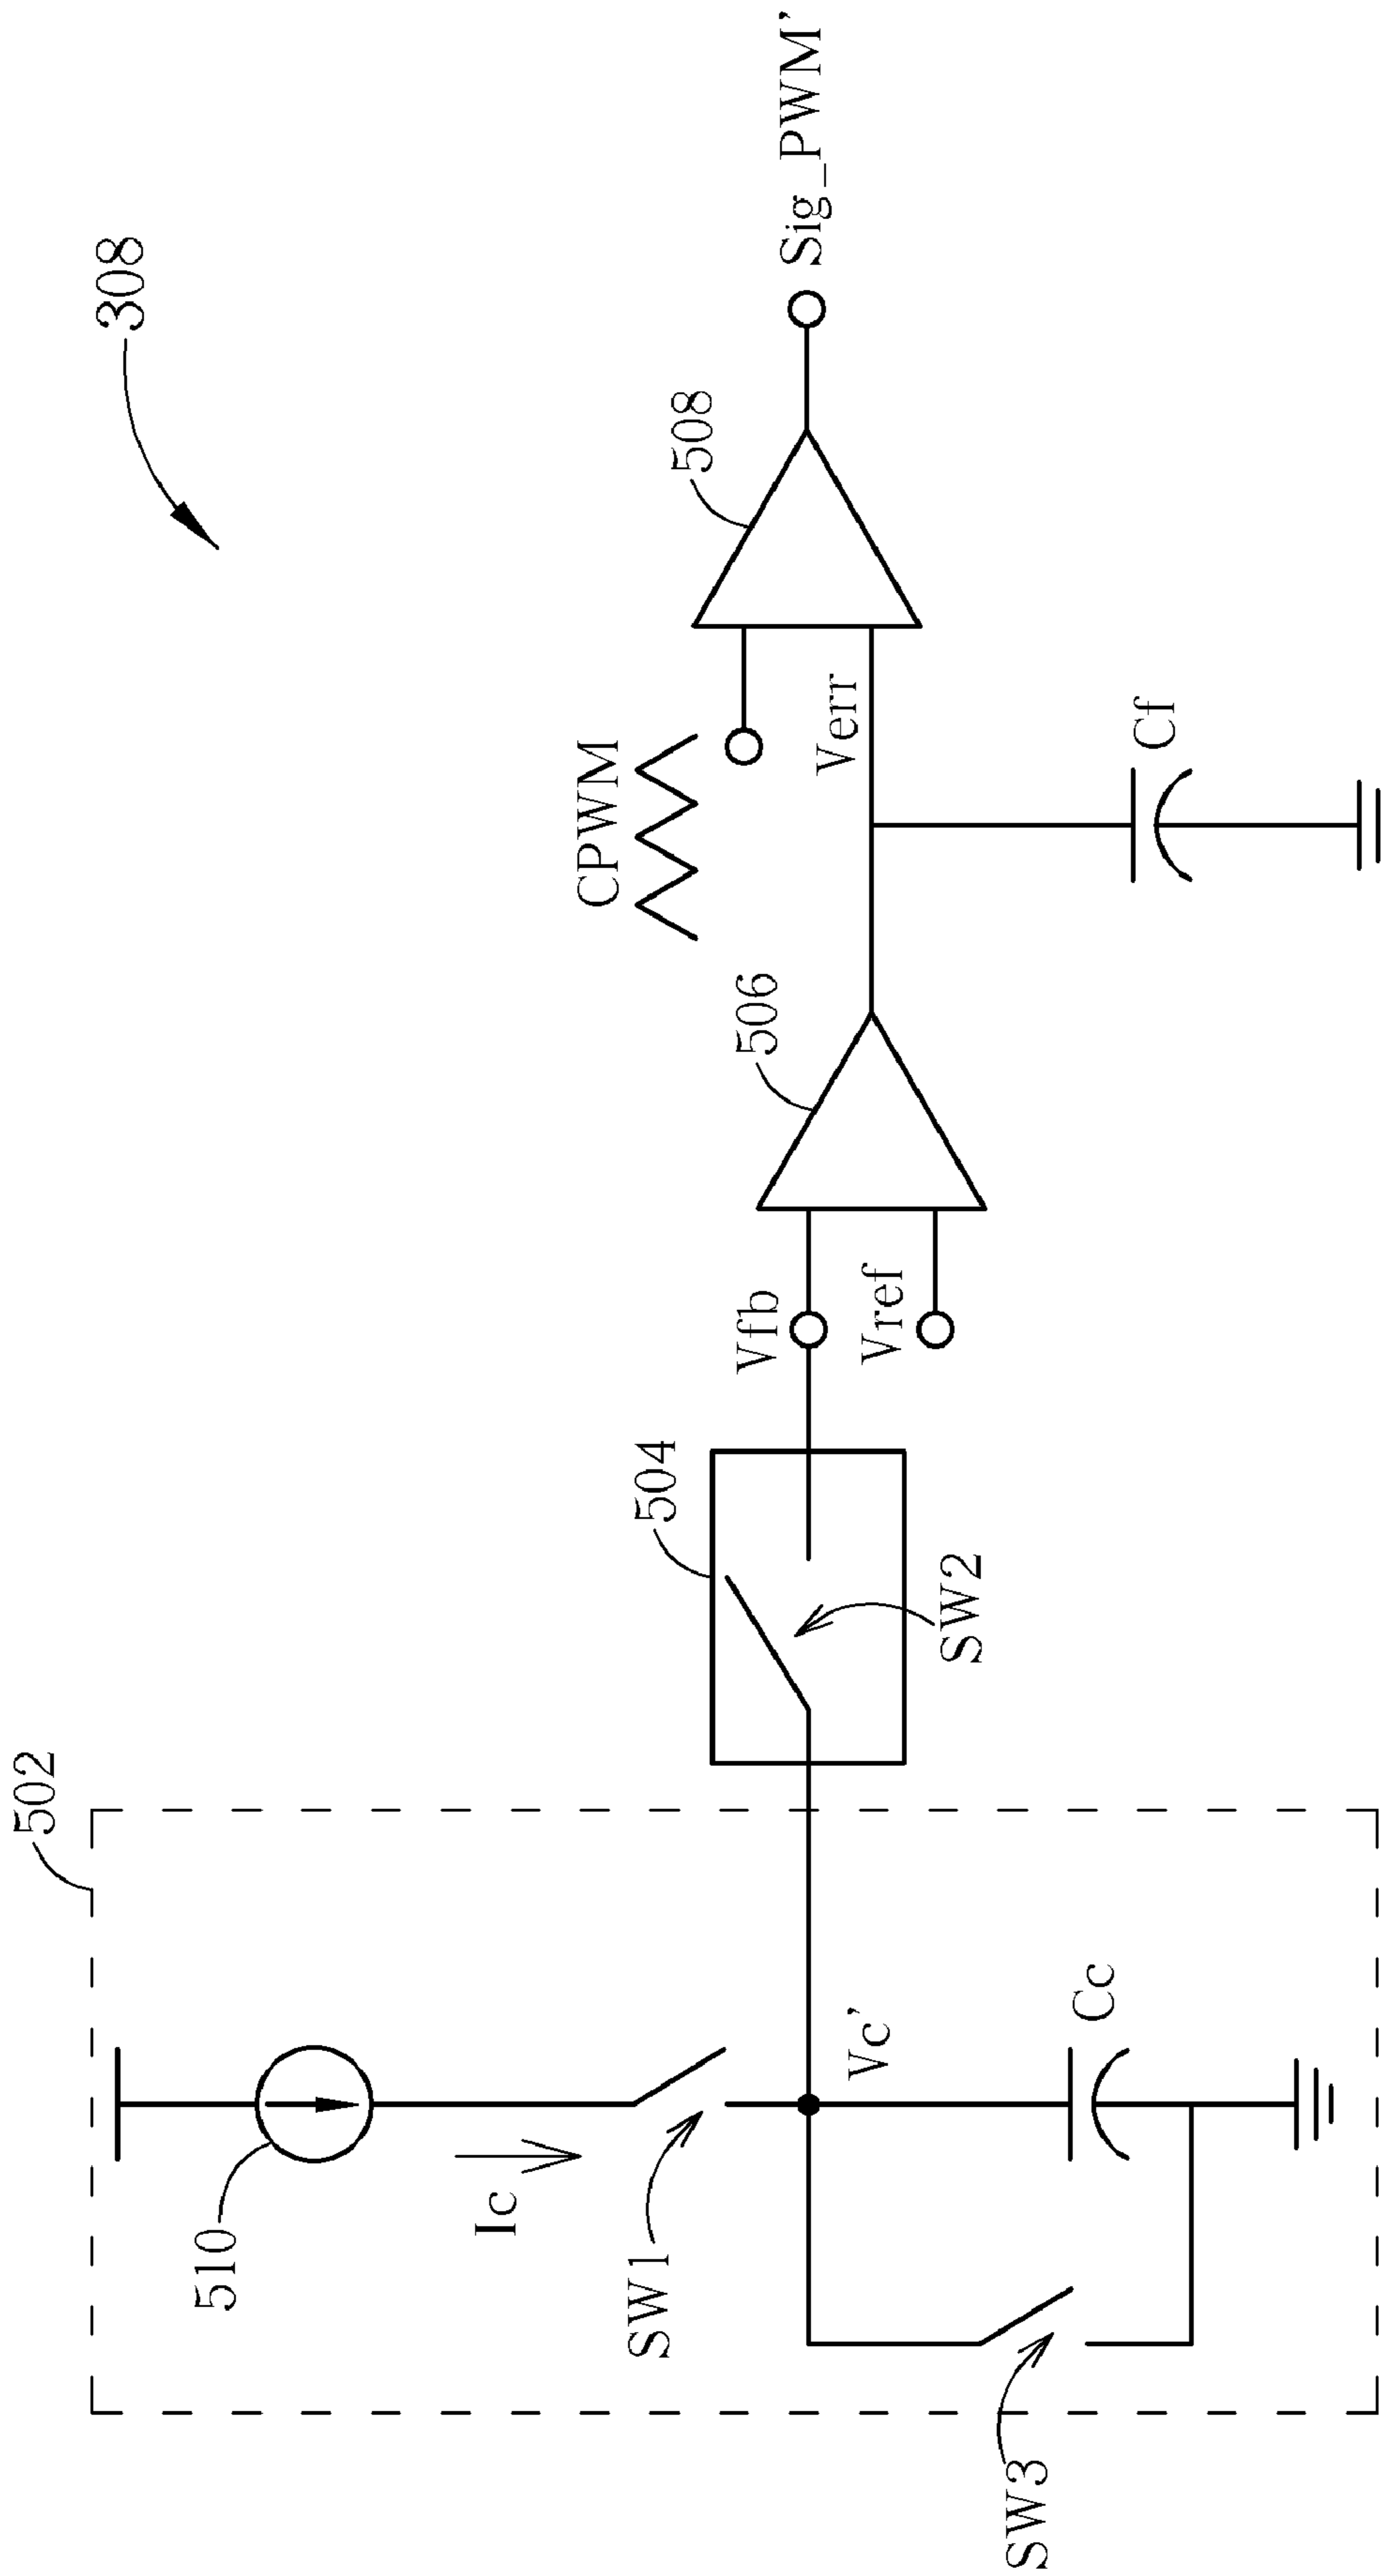 308
502
510
Ic
SW1
SW3
Vc'
Cc
504
SW2
Vfb
Vref
506
CPWM
Verr
Cf
508
Sig_PWM'